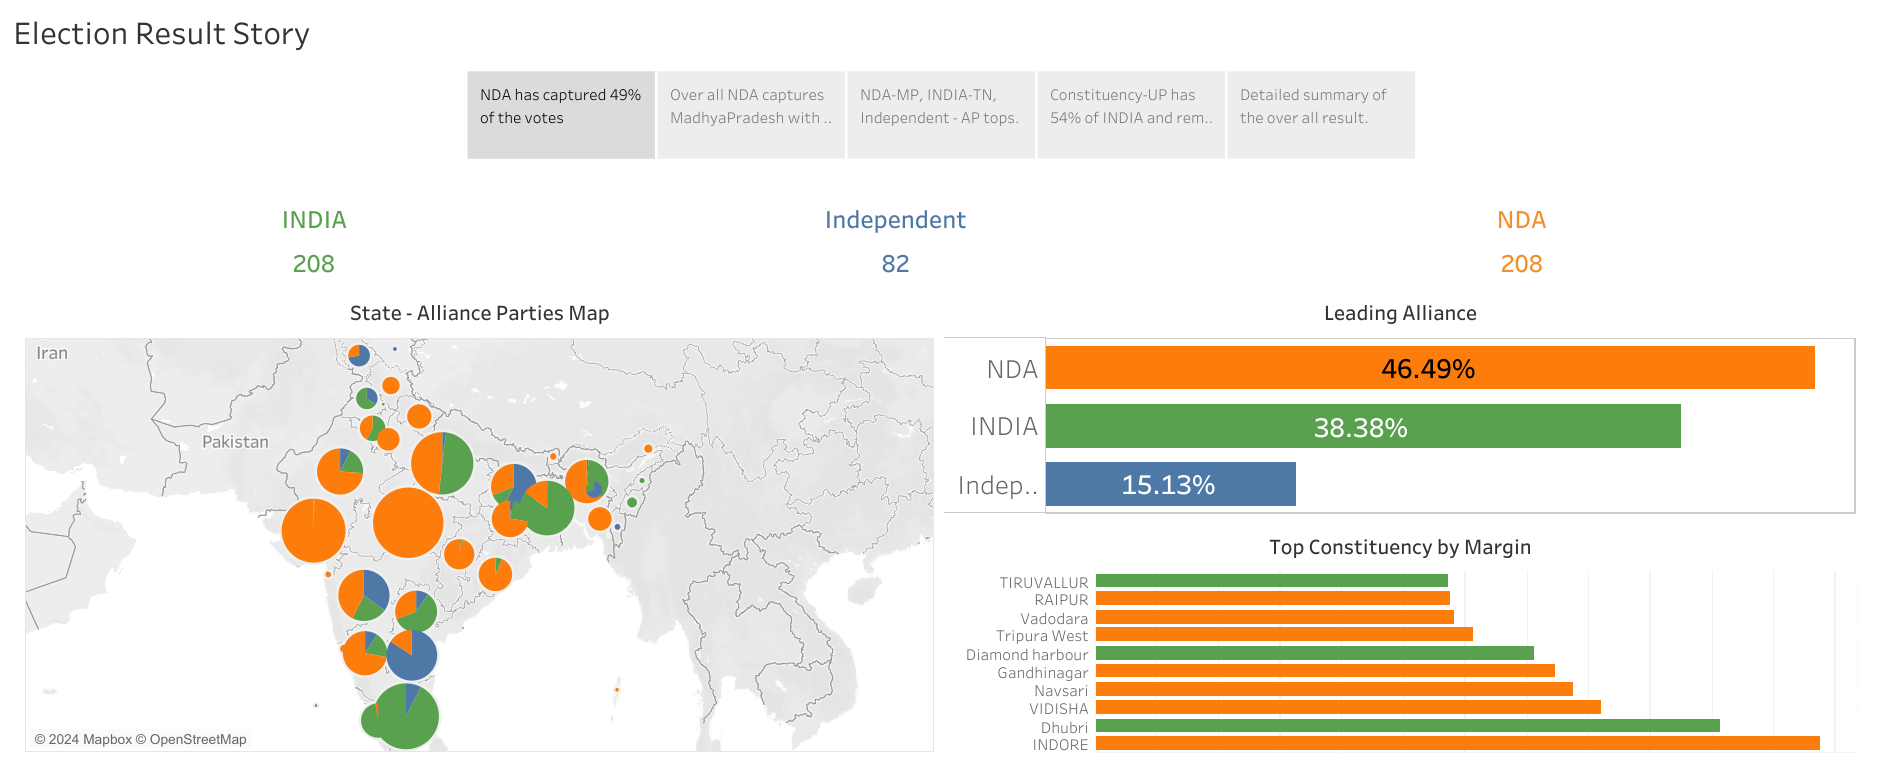 Election Result Story
NDA has captured 49%
of the votes
Over all NDA captures
MadhyaPradesh with ..
NDA-MP, INDIA-TN,
Independent - AP tops.
Constituency-UP has
54% of INDIA and rem..
Detailed summary of
the over all result.
INDIA
208
Independent
82
NDA
208
State - Alliance Parties Map
Iran
Pakistan
© 2024 Mapbox © OpenStreetMap
Leading Alliance
NDA
46.49%
INDIA
38.38%
Indep..
15.13%
Top Constituency by Margin
TIRUVALLUR
RAIPUR
Vadodara
Tripura West
Diamond harbour
Gandhinagar
Navsari
VIDISHA
Dhubri
INDORE